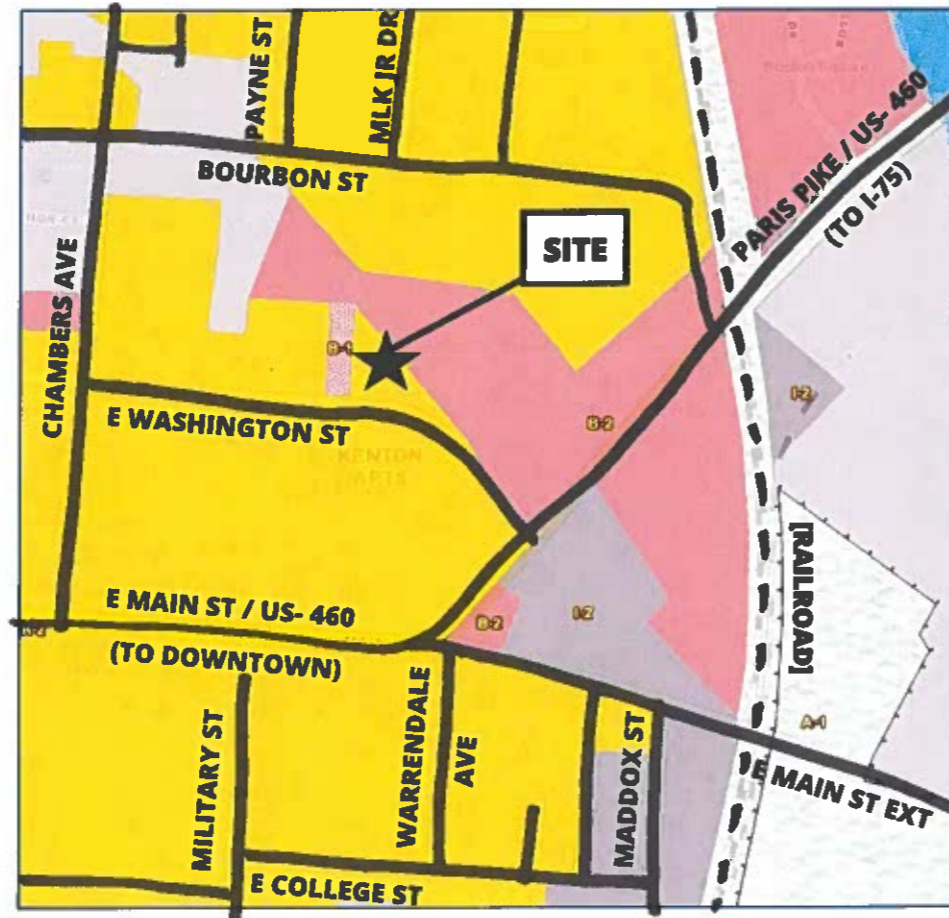 PAYNE ST
MLK JR DR
BOURBON ST
PARIS PIKE / US- 460
(TO I-75)
SITE
CHAMBERS AVE
B-1
I-2
E WASHINGTON ST
B-2
KENTON
[RAILROAD]
E MAIN ST / US- 460
B-2
I-2
(TO DOWNTOWN)
A-1
MILITARY ST
WARRENDALE
AVE
MADDOX ST
E MAIN ST EXT
E COLLEGE ST